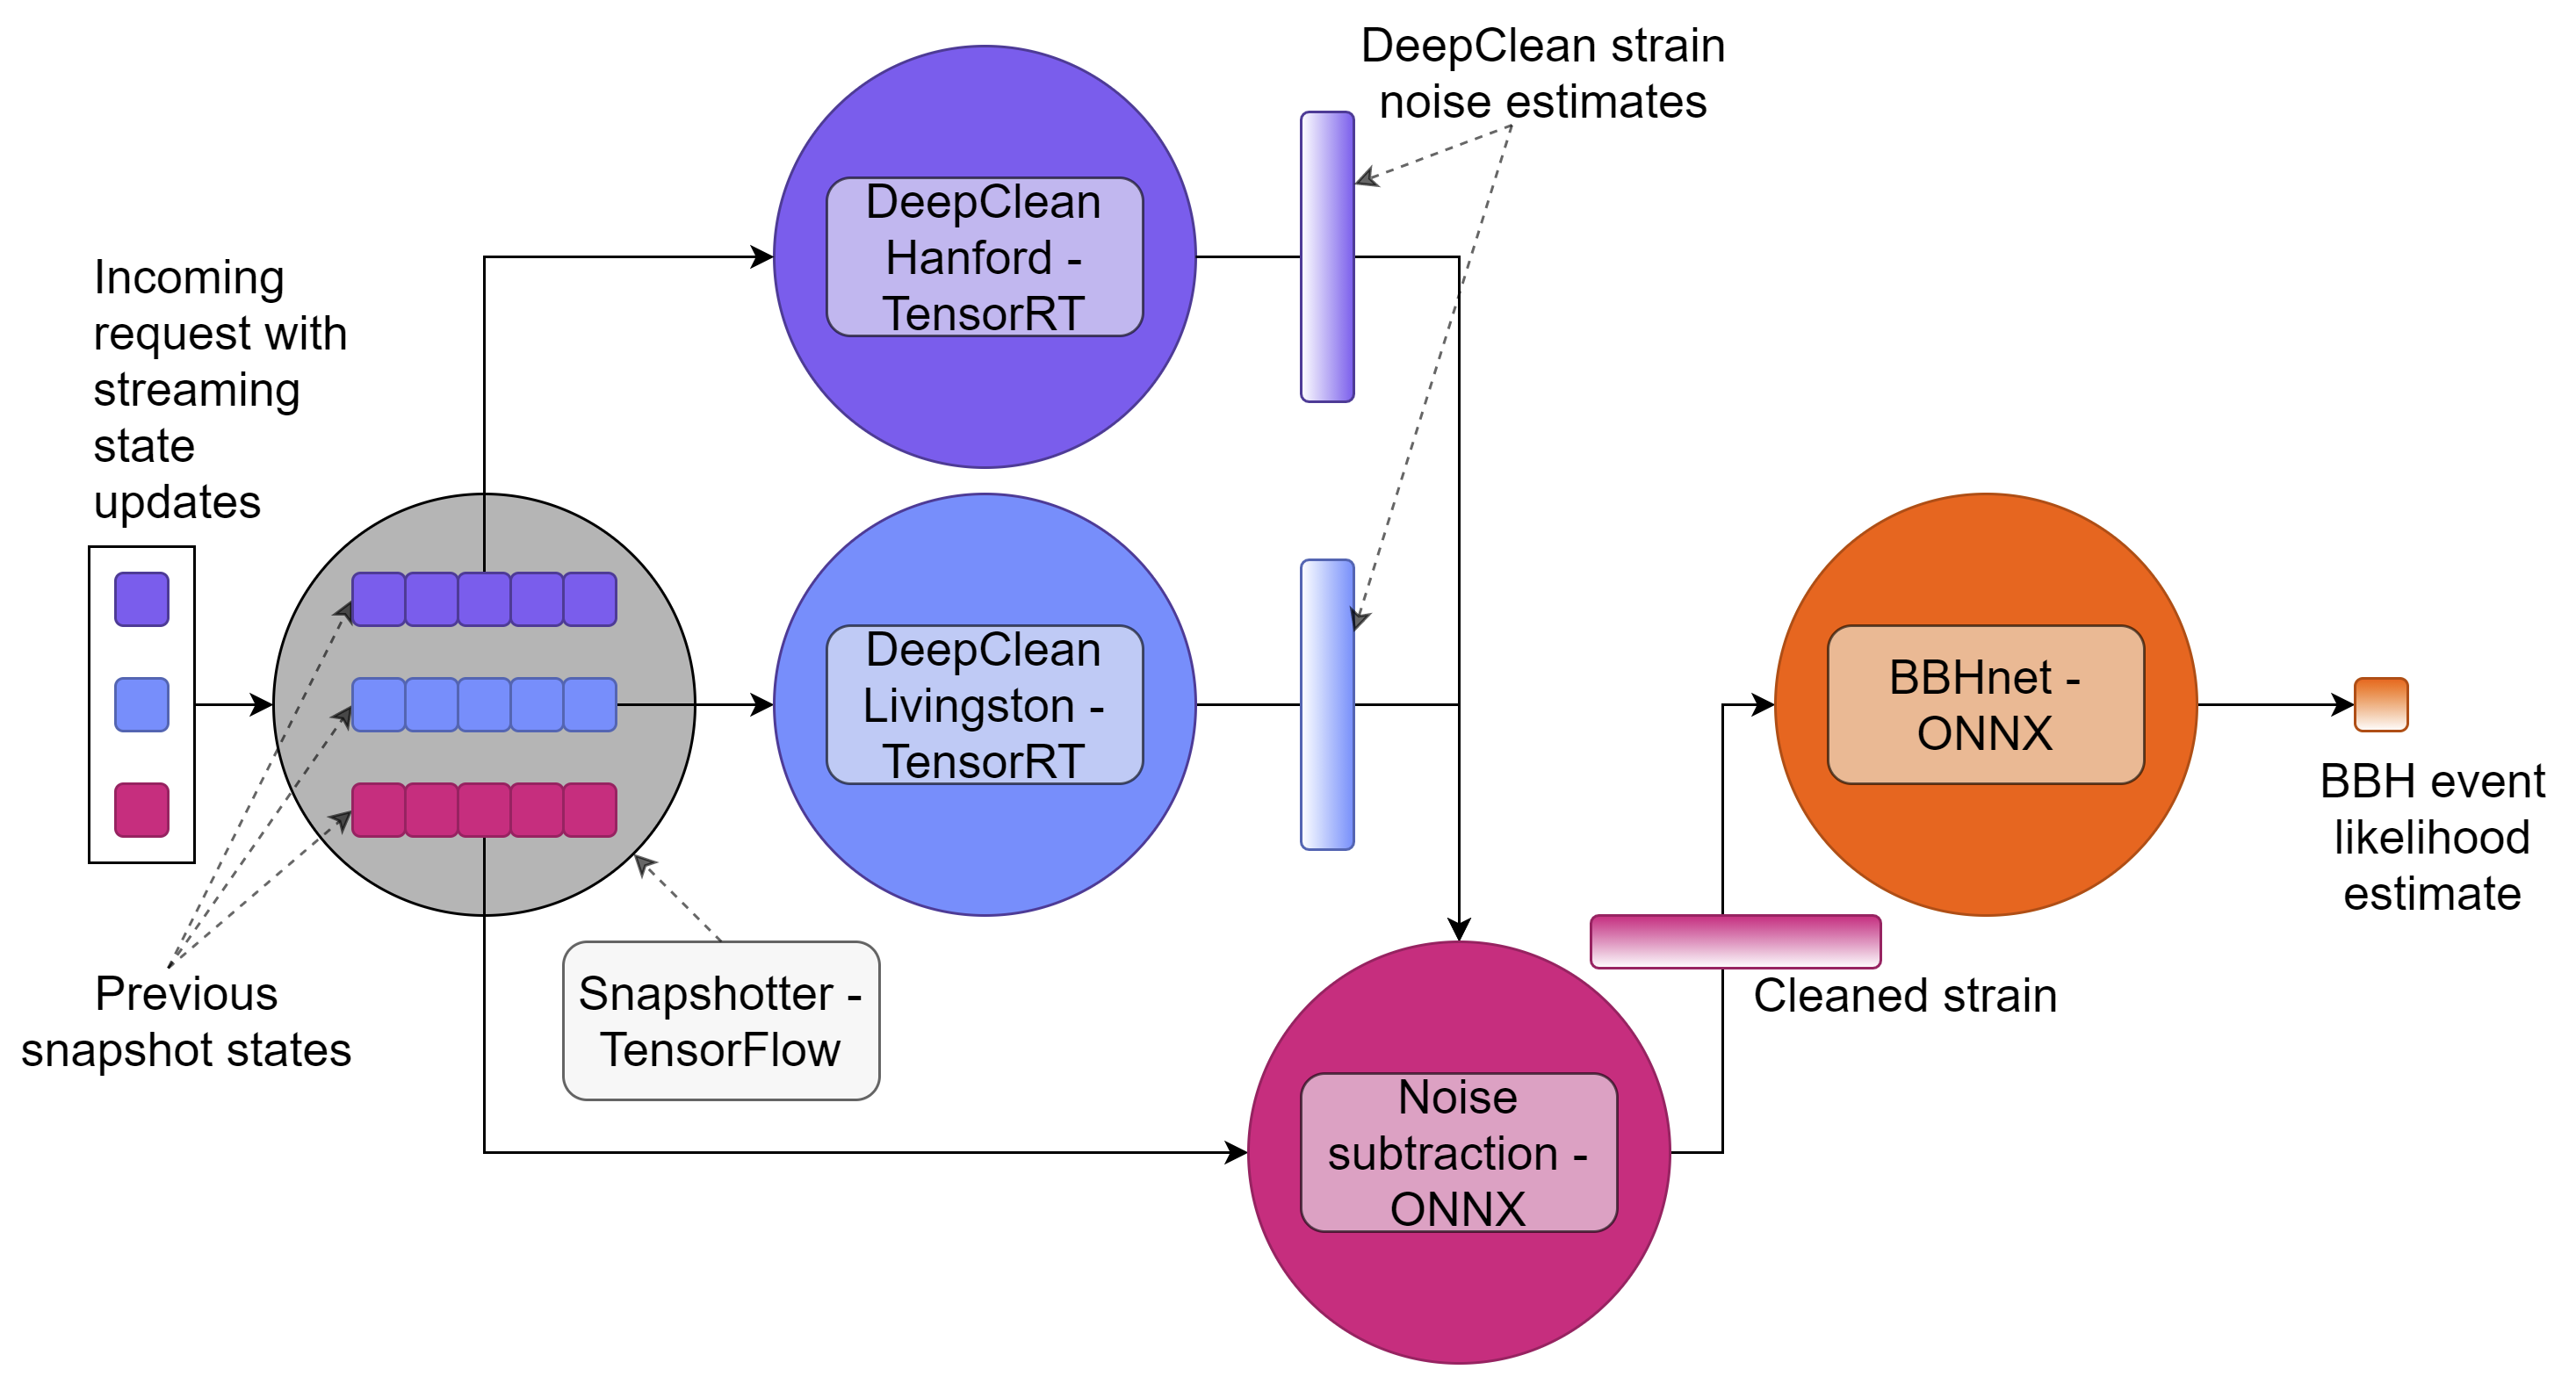 DeepClean strain
noise estimates
DeepClean
Hanford -
TensorRT
Incoming
request with
streaming
state
updates
DeepClean
Livingston -
TensorRT
BBHnet -
ONNX
BBH event
likelihood
estimate
Previous
snapshot states
Snapshotter -
TensorFlow
Cleaned strain
Noise
subtraction -
ONNX